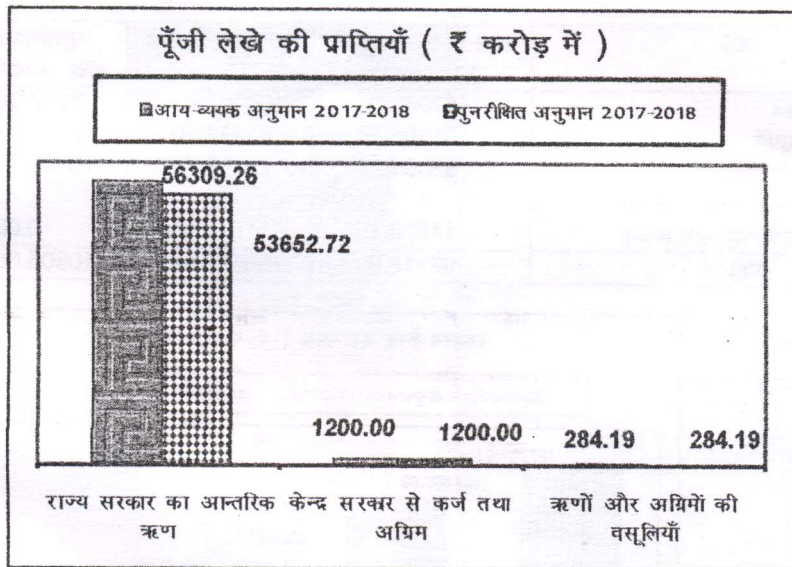 पूँजी लेखे की प्राप्तियाँ ( ₹ करोड़ में )
आय-व्ययक अनुमान 2017-2018 पुनरीक्षित अनुमान 2017-2018
56309.26
53652.72
1200.00 1200.00
284.19 284.19
राज्य सरकार का आन्तरिक केन्द्र सरकार से कर्ज तथा ऋणों और अग्रिमों की
ऋण अग्रिम वसूलियाँ